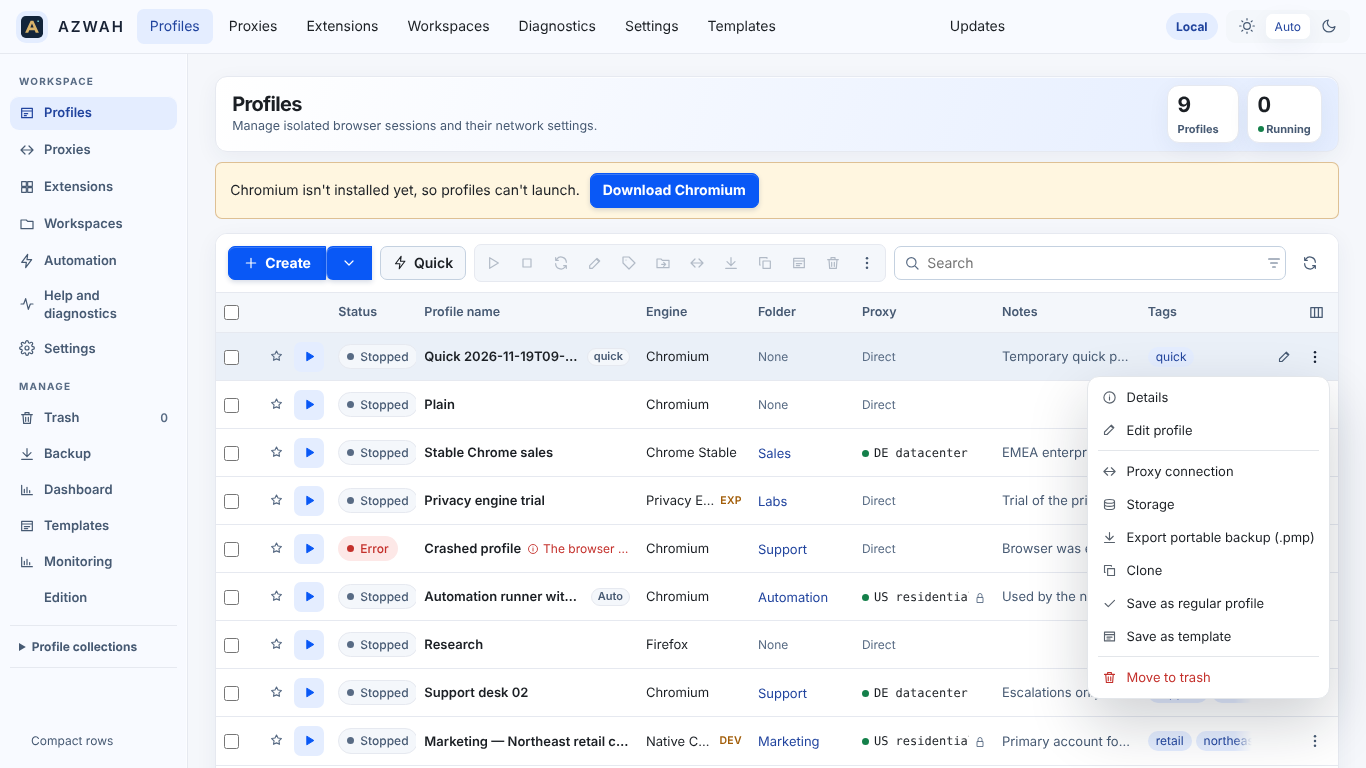 AZWAH
Profiles
Proxies
Extensions
Workspaces
Diagnostics
Settings
Templates
Updates
Local
Auto
WORKSPACE
Profiles
Proxies
Extensions
Workspaces
Automation
Help and
diagnostics
Settings
MANAGE
Trash 0
Backup
Dashboard
Templates
Monitoring
Edition
Profile collections
Compact rows
Profiles
Manage isolated browser sessions and their network settings.
9
Profiles
0
Running
Chromium isn't installed yet, so profiles can't launch.
Download Chromium
Create
Quick
Search
Status Profile name Engine Folder Proxy Notes Tags
Stopped Quick 2026-11-19T09-... quick Chromium None Direct Temporary quick p... quick
Stopped Plain Chromium None Direct
Stopped Stable Chrome sales Chrome Stable Sales DE datacenter EMEA enterpr
Stopped Privacy engine trial Privacy E... EXP Labs Direct Trial of the pri
Error Crashed profile The browser ... Chromium Support Direct Browser was
Stopped Automation runner wit... Auto Chromium Automation US residentia Used by the n
Stopped Research Firefox None Direct
Stopped Support desk 02 Chromium Support DE datacenter Escalations on
Stopped Marketing — Northeast retail c... Native C... DEV Marketing US residentia Primary account fo... retail northeas
Details
Edit profile
Proxy connection
Storage
Export portable backup (.pmp)
Clone
Save as regular profile
Save as template
Move to trash